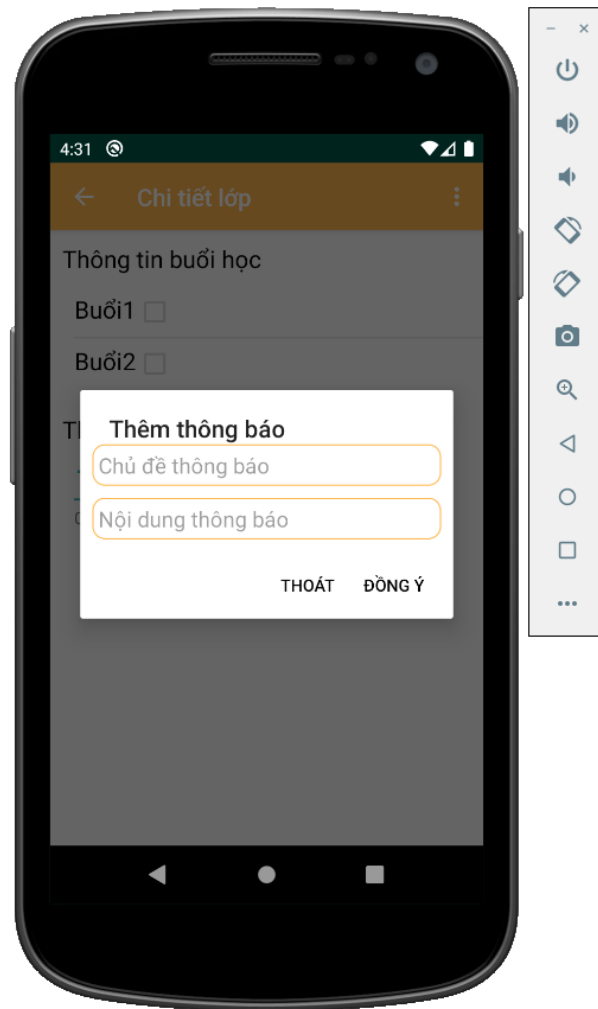 4:31
Chi tiết lớp
Thông tin buổi học
Buổi1
Buổi2
Thêm thông báo
Chủ đề thông báo
Nội dung thông báo
THOÁT ĐỒNG Ý